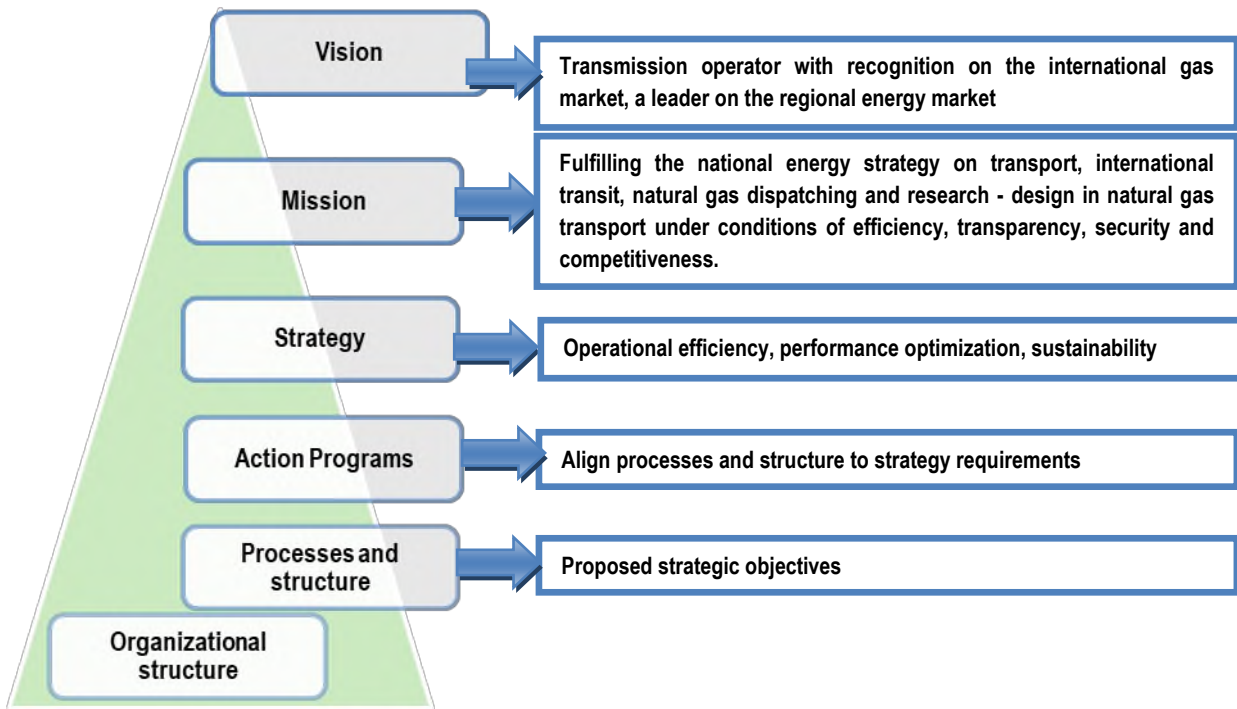 Vision
Transmission operator with recognition on the international gas
market, a leader on the regional energy market
Mission
Fulfilling the national energy strategy on transport, international
transit, natural gas dispatching and research - design in natural gas
transport under conditions of efficiency, transparency, security and
competitiveness.
Strategy
Operational efficiency, performance optimization, sustainability
Action Programs
Align processes and structure to strategy requirements
Processes and
structure
Proposed strategic objectives
Organizational
structure